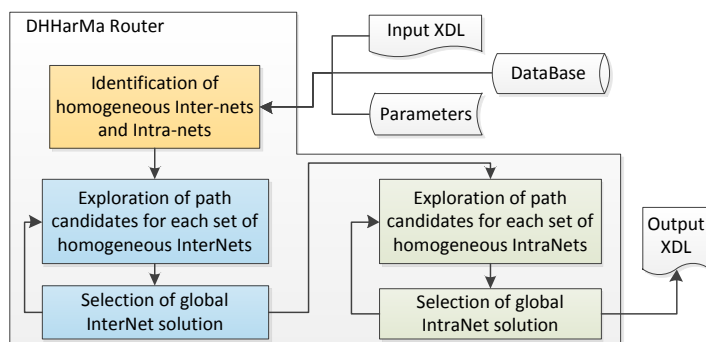 DHHarMa Router
Input XDL
DataBase
Parameters
Identification of
homogeneous Inter-nets
and Intra-nets
Exploration of path
candidates for each set of
homogeneous InterNets
Selection of global
InterNet solution
Exploration of path
candidates for each set of
homogeneous IntraNets
Selection of global
IntraNet solution
Output
XDL